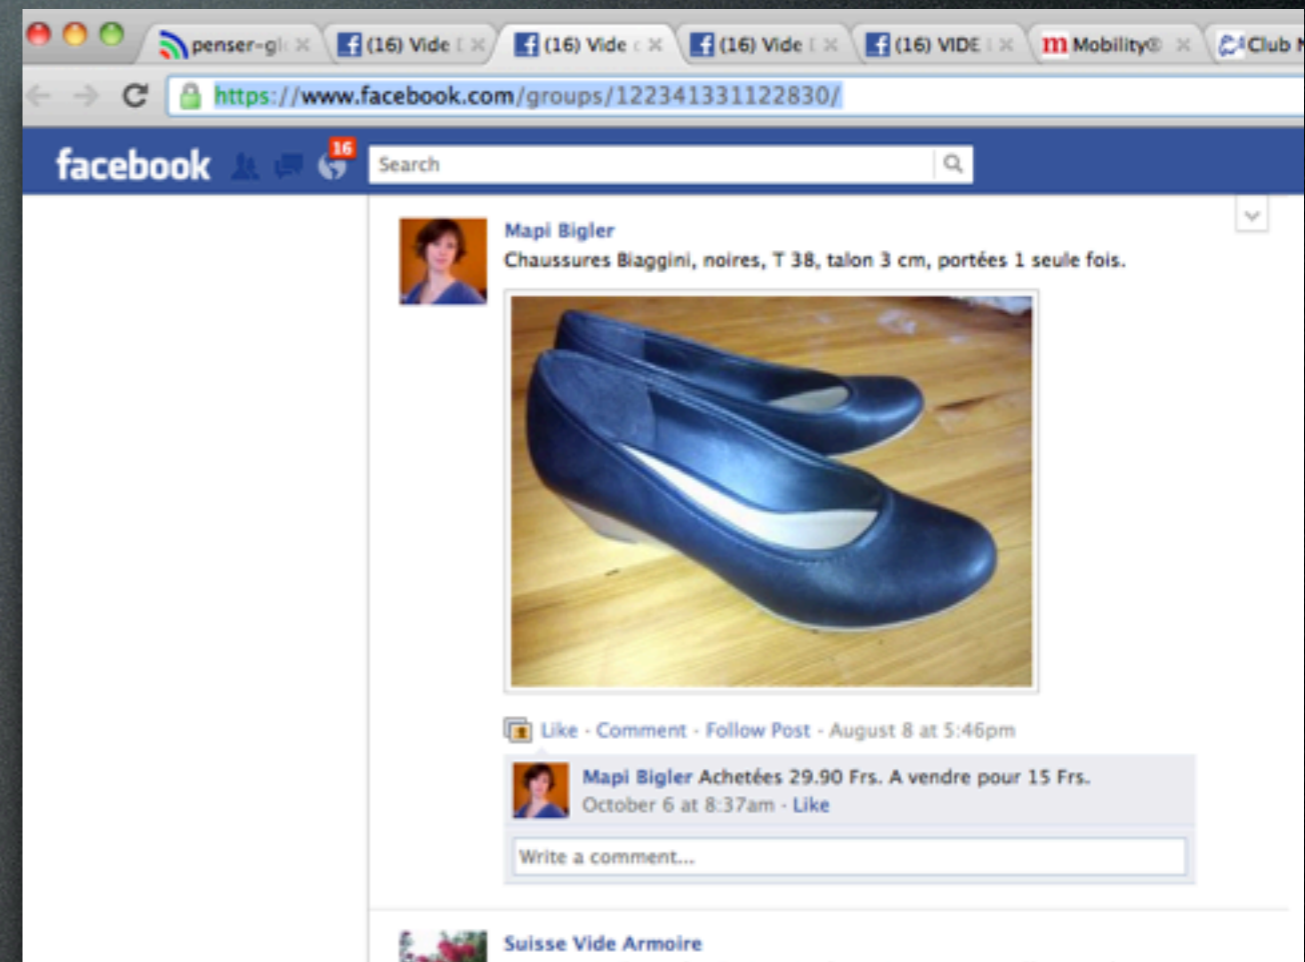 penser-gl
(16) Vide
(16) Vide
(16) Vide
(16) VIDE
m Mobility®
Club
https://www.facebook.com/groups/122341331122830/
facebook
16
Search
Mapi Bigler
Chaussures Biaggini, noires, T 38, talon 3 cm, portées 1 seule fois.
Like - Comment - Follow Post - August 8 at 5:46pm
Mapi Bigler Achetées 29.90 Frs. A vendre pour 15 Frs.
October 6 at 8:37am - Like
Write a comment...
Suisse Vide Armoire